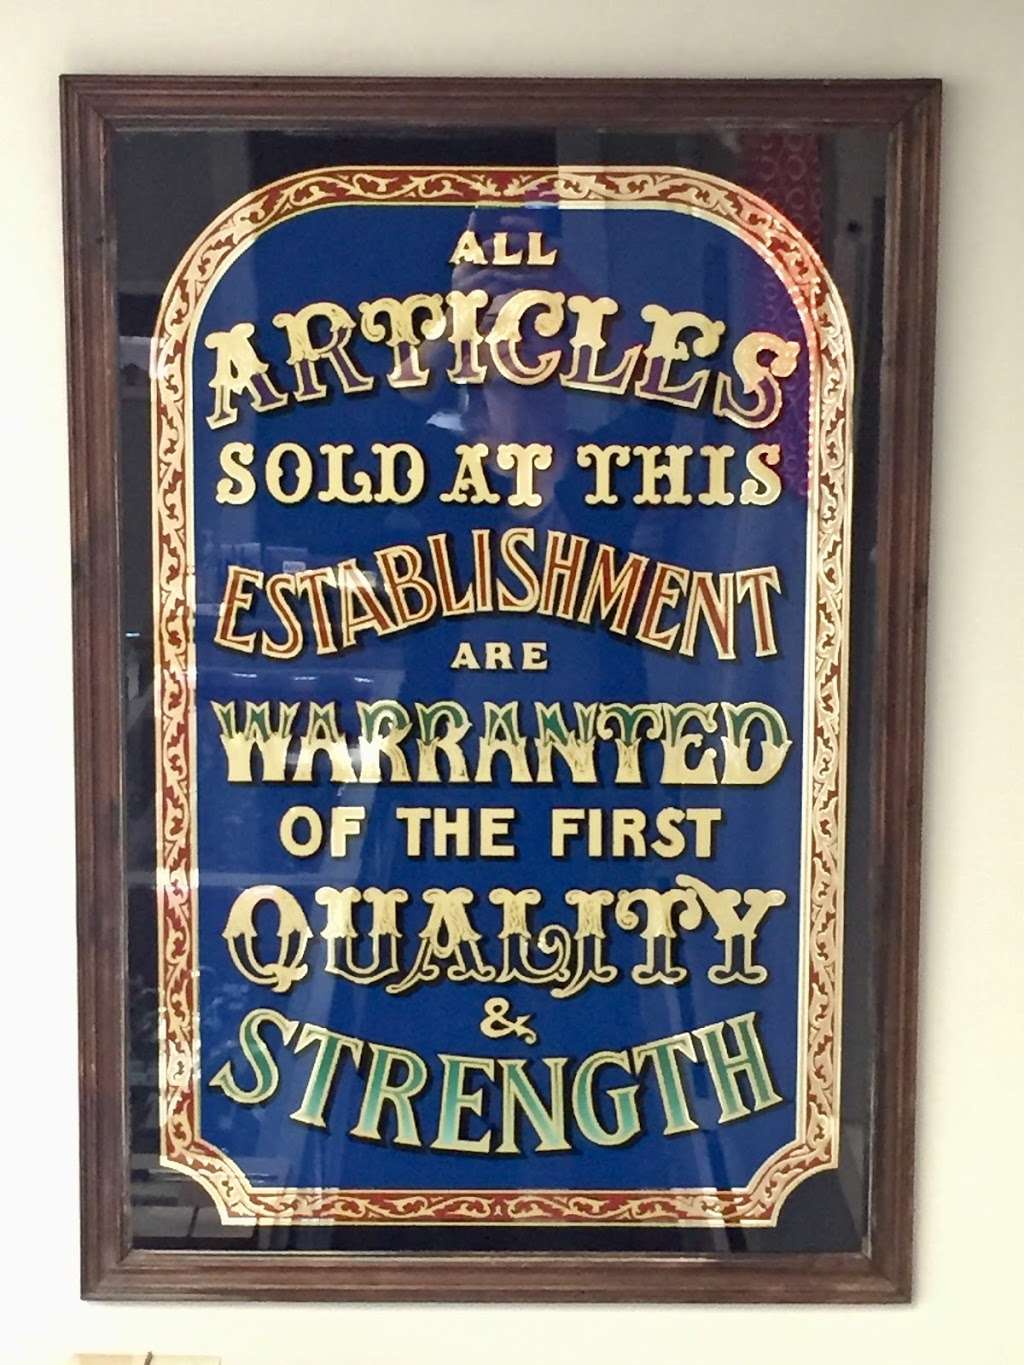 ALL
ARTICLES
SOLD AT THIS
ESTABLISHMENT
ARE
WARRANTED
OF THE FIRST
QUALITY
&
STRENGTH